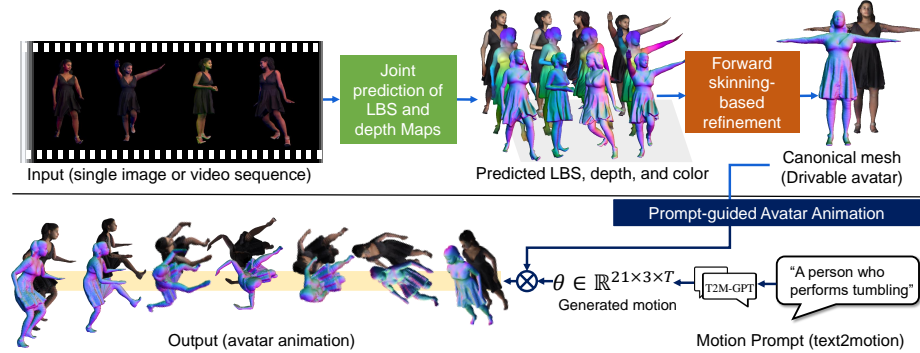 Joint
prediction of
LBS and
depth Maps
Forward
skinning-
based
refinement
Input (single image or video sequence)
Predicted LBS, depth, and color
Canonical mesh
(Drivable avatar)
Prompt-guided Avatar Animation
θ ∈ ℝ^{21×3×T}
Generated motion
T2M-GPT
“A person who
performs tumbling”
Output (avatar animation)
Motion Prompt (text2motion)